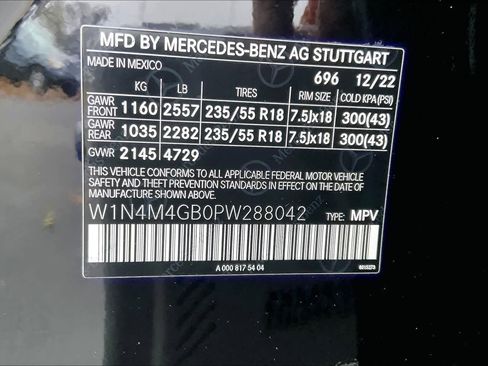 MFD BY MERCEDES-BENZ AG STUTTGART
MADE IN MEXICO 696 12/22
KG LB TIRES RIM SIZE COLD KPA(PSI)
GAWR FRONT 1160 2557 235/55 R18 7.5Jx18 300(43)
GAWR REAR 1035 2282 235/55 R18 7.5Jx18 300(43)
GVWR 2145 4729
THIS VEHICLE CONFORMS TO ALL APPLICABLE FEDERAL MOTOR VEHICLE
SAFETY, BUMPER, AND THEFT PREVENTION STANDARDS IN
EFFECT ON THE DATE OF MANUFACTURE SHOWN ABOVE.
W1N4M4GB0PW288042 TYPE: MPV
A 000 817 54 04